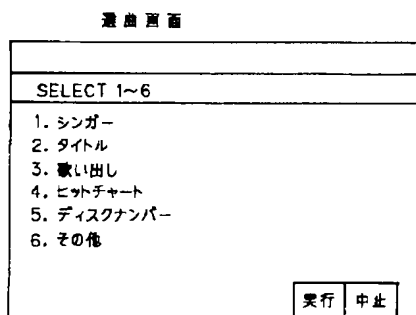 選曲画面
SELECT 1~6
1. シンガー
2. タイトル
3.歌い出し
4. ヒットチャート
5. ディスクナンバー
6. その他
実行 中止